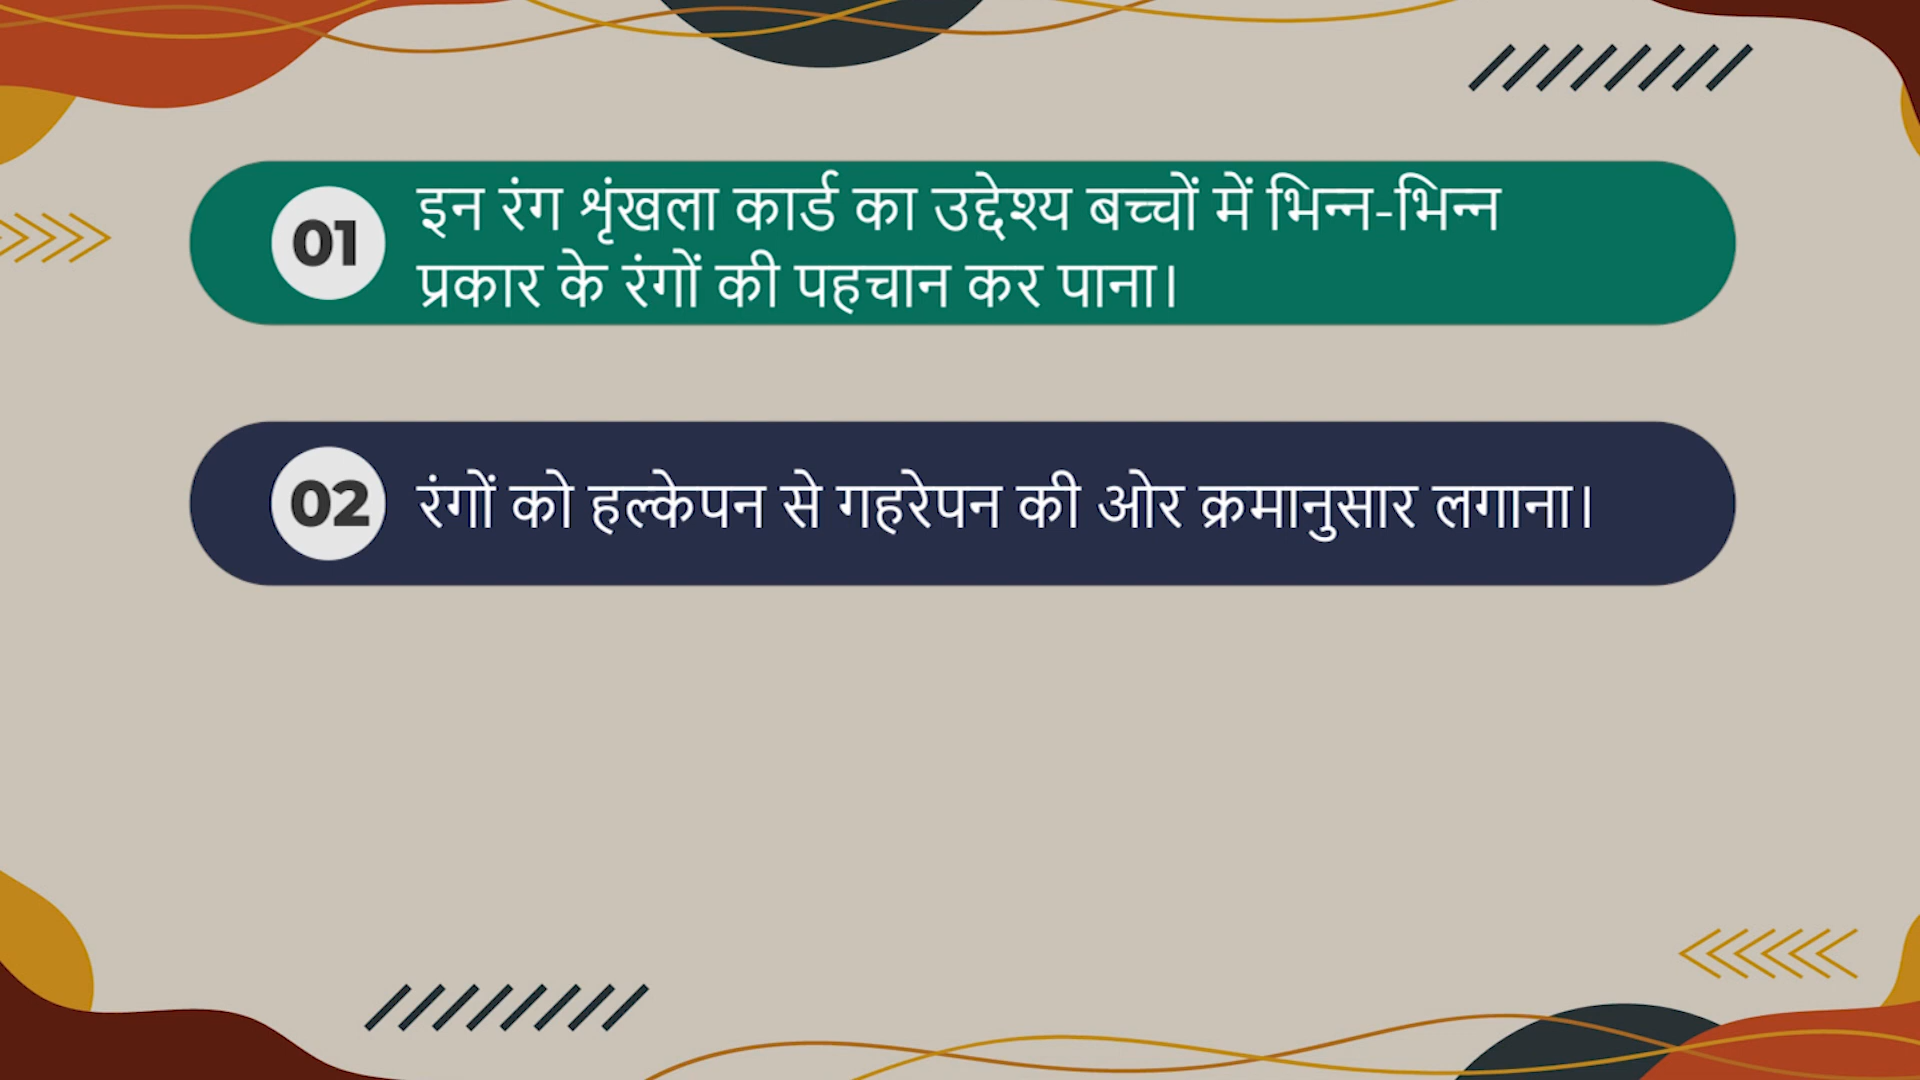 01
इन रंग शृंखला कार्ड का उद्देश्य बच्चों में भिन्न-भिन्न
प्रकार के रंगों की पहचान कर पाना।
02
रंगों को हल्केपन से गहरेपन की ओर क्रमानुसार लगाना।